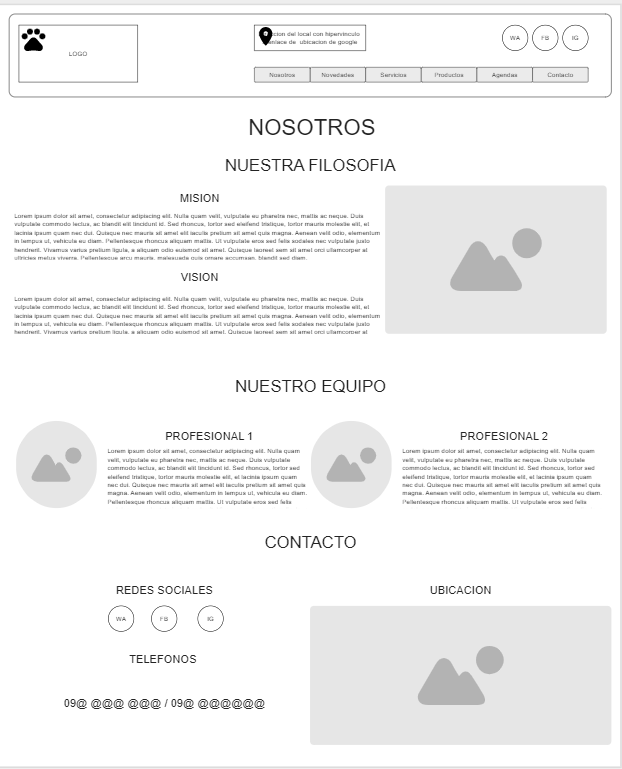 LOGO
ccion del local con hipervinculo
enlace de ubicacion de google
WA FB IG
Nosotros Novedades Servicios Productos Agendas Contacto
NOSOTROS
NUESTRA FILOSOFIA
MISION
Lorem ipsum dolor sit amet, consectetur adipiscing elit. Nulla quam velit, vulputate eu pharetra nec, mattis ac neque. Duis
vulputate commodo lectus, ac blandit elit tincidunt id. Sed rhoncus, tortor sed eleifend tristique, tortor mauris molestie elit, et
lacinia ipsum quam nec dui. Quisque nec mauris sit amet elit iaculis pretium sit amet quis magna. Aenean velit odio, elementum
in tempus ut, vehicula eu diam. Pellentesque rhoncus aliquam mattis. Ut vulputate eros sed felis sodales nec vulputate justo
hendrerit. Vivamus varius pretium ligula, a aliquam odio euismod sit amet. Quisque laoreet sem sit amet orci ullamcorper at
ultricies metus viverra. Pellentesque arcu mauris, malesuada quis ornare accumsan, blandit sed diam.
VISION
Lorem ipsum dolor sit amet, consectetur adipiscing elit. Nulla quam velit, vulputate eu pharetra nec, mattis ac neque. Duis
vulputate commodo lectus, ac blandit elit tincidunt id. Sed rhoncus, tortor sed eleifend tristique, tortor mauris molestie elit, et
lacinia ipsum quam nec dui. Quisque nec mauris sit amet elit iaculis pretium sit amet quis magna. Aenean velit odio, elementum
in tempus ut, vehicula eu diam. Pellentesque rhoncus aliquam mattis. Ut vulputate eros sed felis sodales nec vulputate justo
hendrerit. Vivamus varius pretium ligula, a aliquam odio euismod sit amet. Quisque laoreet sem sit amet orci ullamcorper at
NUESTRO EQUIPO
PROFESIONAL 1
Lorem ipsum dolor sit amet, consectetur adipiscing elit. Nulla quam
velit, vulputate eu pharetra nec, mattis ac neque. Duis vulputate
commodo lectus, ac blandit elit tincidunt id. Sed rhoncus, tortor sed
eleifend tristique, tortor mauris molestie elit, et lacinia ipsum quam
nec dui. Quisque nec mauris sit amet elit iaculis pretium sit amet quis
magna. Aenean velit odio, elementum in tempus ut, vehicula eu diam.
Pellentesque rhoncus aliquam mattis. Ut vulputate eros sed felis
PROFESIONAL 2
Lorem ipsum dolor sit amet, consectetur adipiscing elit. Nulla quam
velit, vulputate eu pharetra nec, mattis ac neque. Duis vulputate
commodo lectus, ac blandit elit tincidunt id. Sed rhoncus, tortor sed
eleifend tristique, tortor mauris molestie elit, et lacinia ipsum quam
nec dui. Quisque nec mauris sit amet elit iaculis pretium sit amet quis
magna. Aenean velit odio, elementum in tempus ut, vehicula eu diam.
Pellentesque rhoncus aliquam mattis. Ut vulputate eros sed felis
CONTACTO
REDES SOCIALES
WA FB IG
TELEFONOS
09@ @@@ @@@ / 09@ @@@@@@
UBICACION